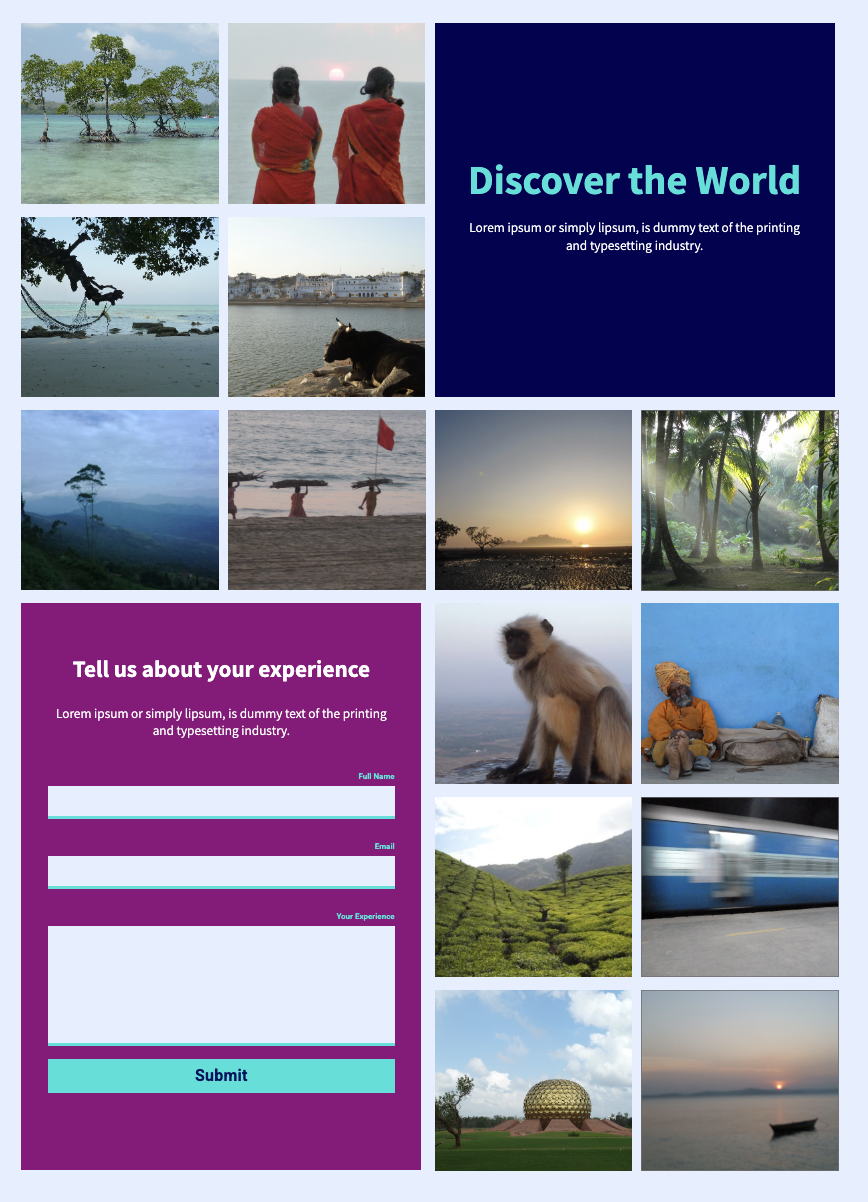 Discover the World
Lorem ipsum or simply lipsum, is dummy text of the printing
and typesetting industry.
Tell us about your experience
Lorem ipsum or simply lipsum, is dummy text of the printing
and typesetting industry.
Full Name
Email
Your Experience
Submit